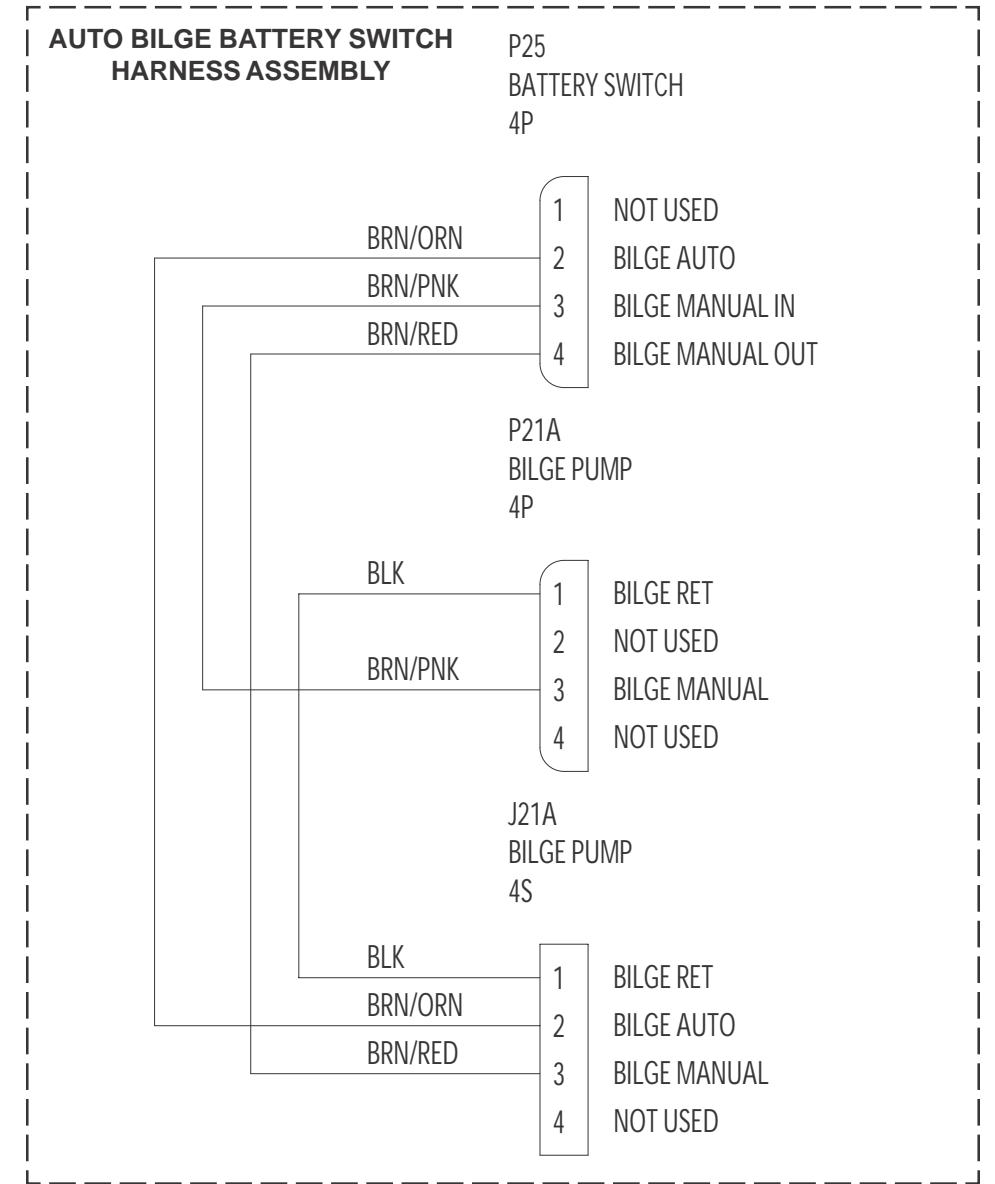 AUTO BILGE BATTERY SWITCH
HARNESS ASSEMBLY
P25
BATTERY SWITCH
4P
1 NOT USED
BRN/ORN 2 BILGE AUTO
BRN/PNK 3 BILGE MANUAL IN
BRN/RED 4 BILGE MANUAL OUT
P21A
BILGE PUMP
4P
BLK 1 BILGE RET
2 NOT USED
BRN/PNK 3 BILGE MANUAL
4 NOT USED
J21A
BILGE PUMP
4S
BLK 1 BILGE RET
BRN/ORN 2 BILGE AUTO
BRN/RED 3 BILGE MANUAL
4 NOT USED